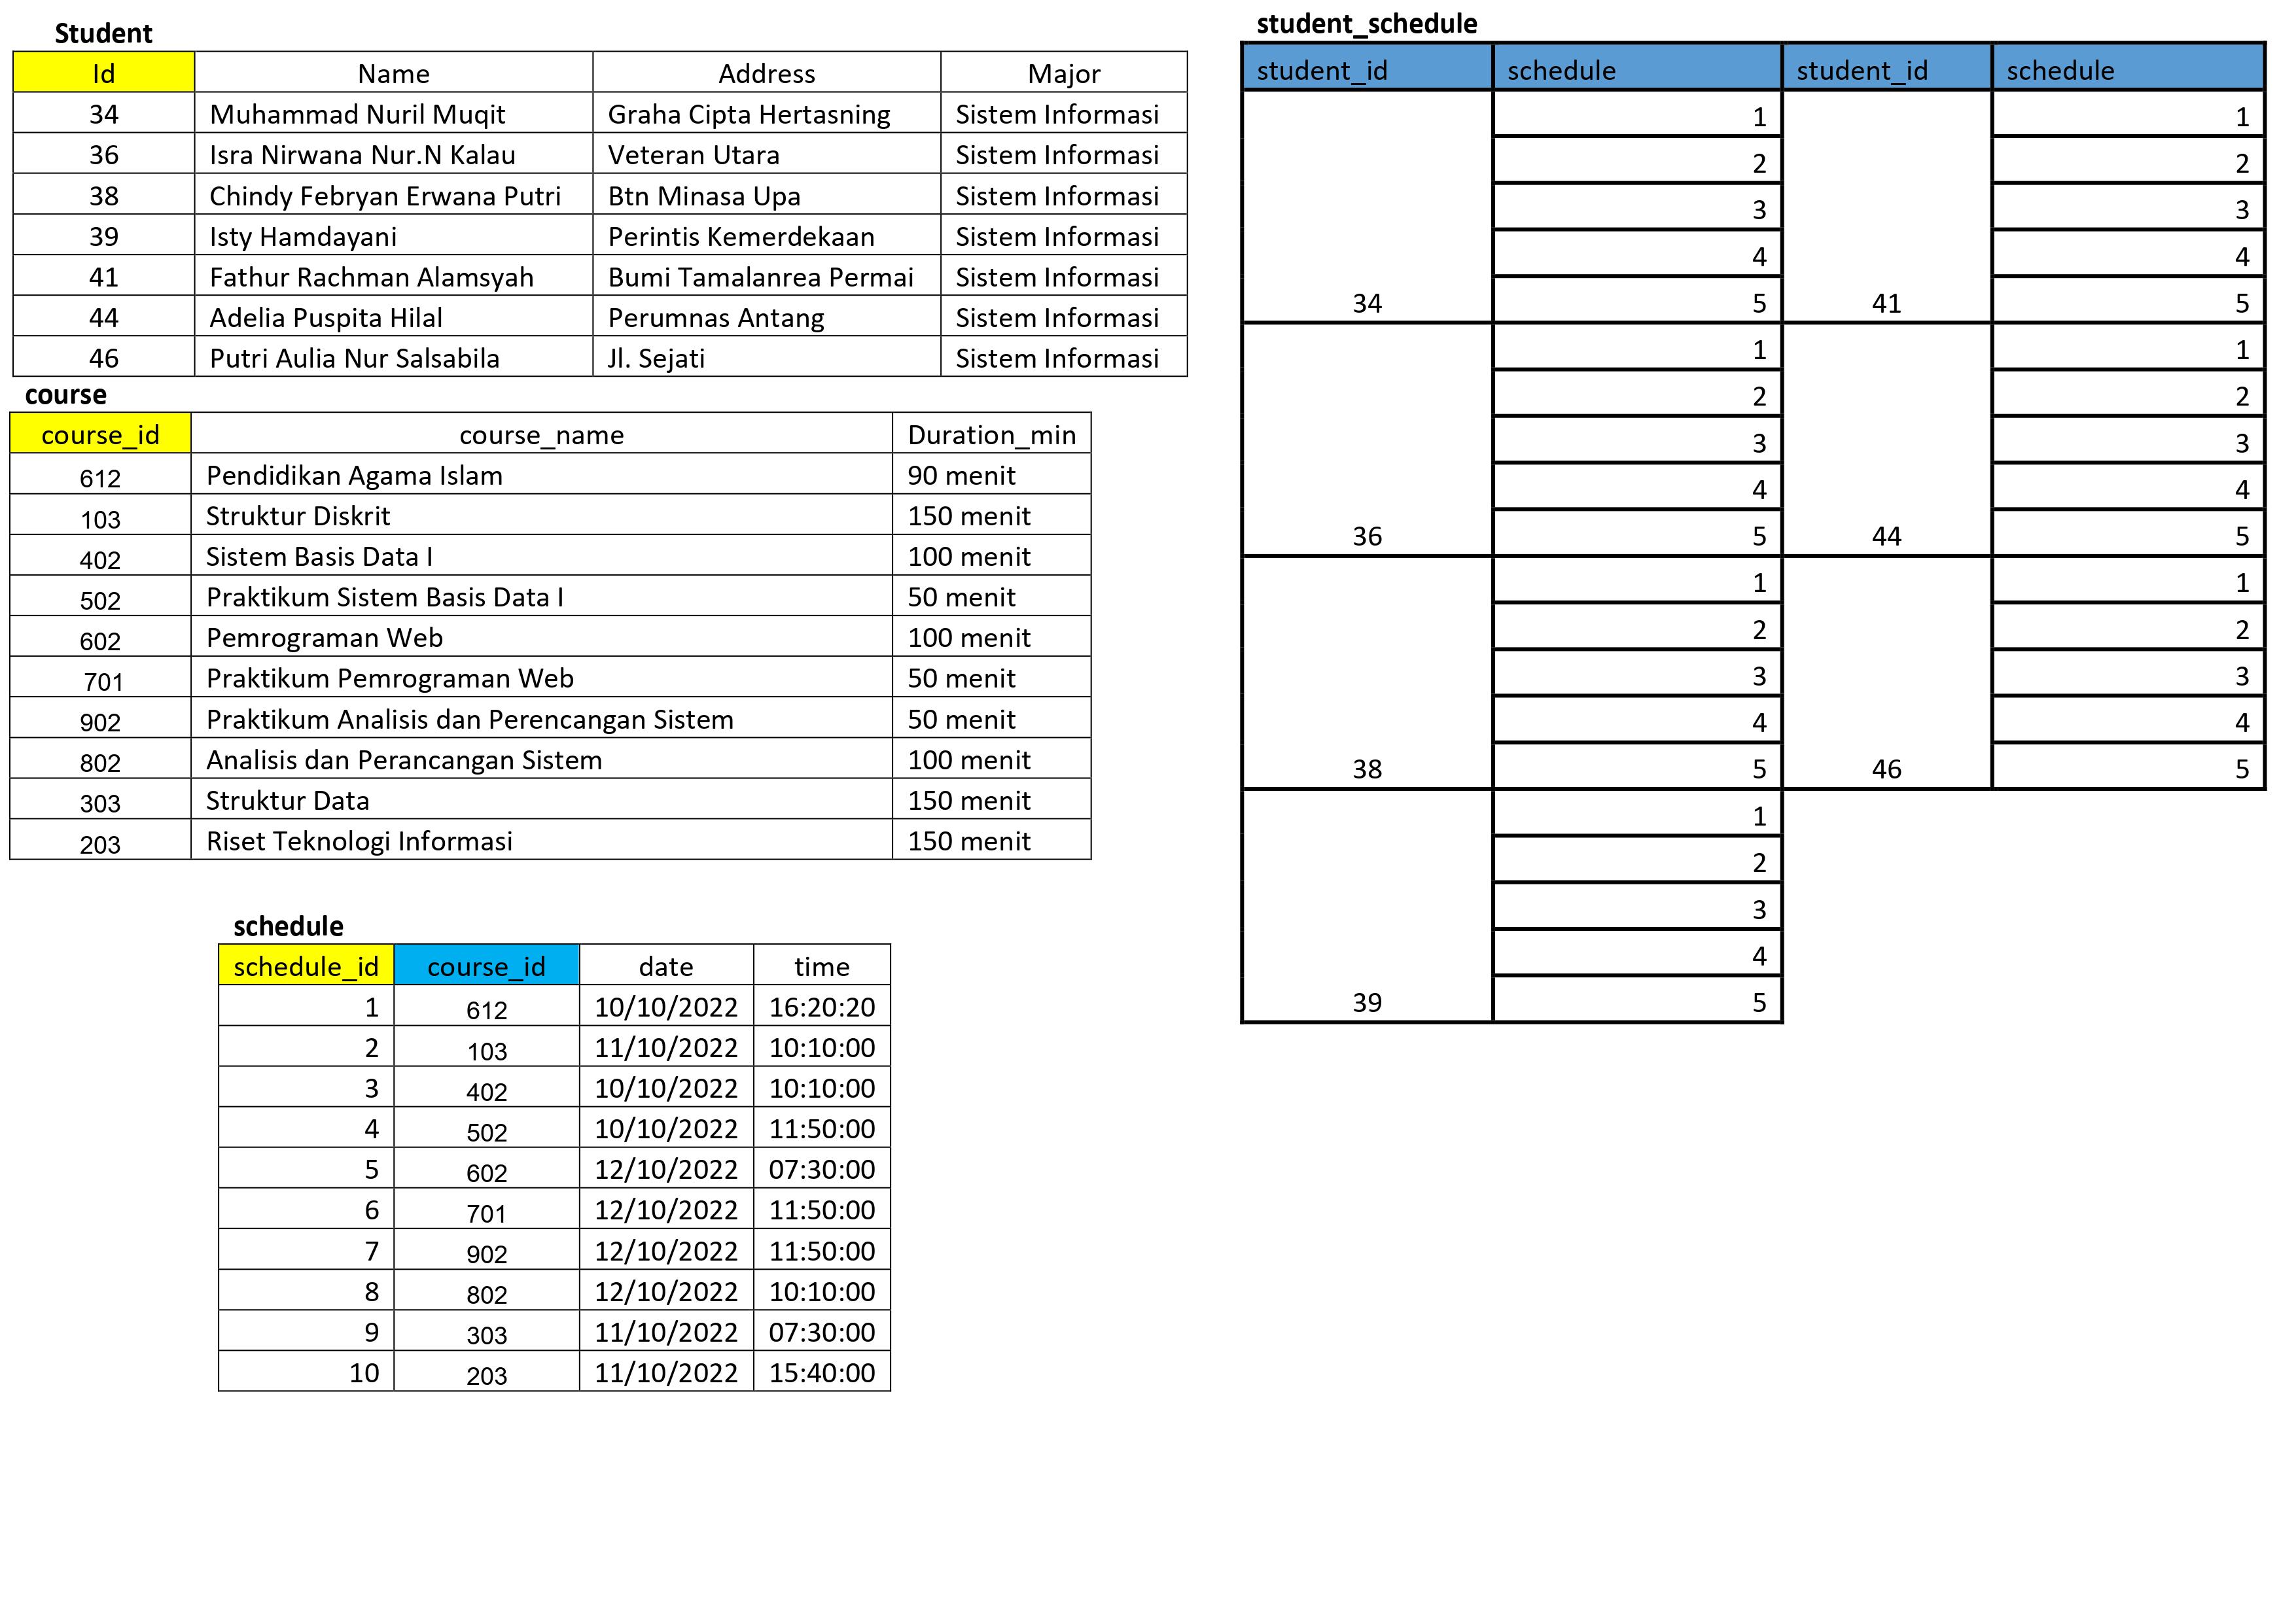 Student
Id Name Address Major
34 Muhammad Nuril Muqit Graha Cipta Hertasning Sistem Informasi
36 Isra Nirwana Nur.N Kalau Veteran Utara Sistem Informasi
38 Chindy Febryan Erwana Putri Btn Minasa Upa Sistem Informasi
39 Isty Hamdayani Perintis Kemerdekaan Sistem Informasi
41 Fathur Rachman Alamsyah Bumi Tamalanrea Permai Sistem Informasi
44 Adelia Puspita Hilal Perumnas Antang Sistem Informasi
46 Putri Aulia Nur Salsabila Jl. Sejati Sistem Informasi
course
course_id course_name Duration_min
612 Pendidikan Agama Islam 90 menit
103 Struktur Diskrit 150 menit
402 Sistem Basis Data I 100 menit
502 Praktikum Sistem Basis Data I 50 menit
602 Pemrograman Web 100 menit
701 Praktikum Pemrograman Web 50 menit
902 Praktikum Analisis dan Perencangan Sistem 50 menit
802 Analisis dan Perancangan Sistem 100 menit
303 Struktur Data 150 menit
203 Riset Teknologi Informasi 150 menit
schedule
schedule_id course_id date time
1 612 10/10/2022 16:20:20
2 103 11/10/2022 10:10:00
3 402 10/10/2022 10:10:00
4 502 10/10/2022 11:50:00
5 602 12/10/2022 07:30:00
6 701 12/10/2022 11:50:00
7 902 12/10/2022 11:50:00
8 802 12/10/2022 10:10:00
9 303 11/10/2022 07:30:00
10 203 11/10/2022 15:40:00
student_schedule
student_id schedule student_id schedule
1 1
2 2
3 3
4 4
34 5 41 5
1 1
2 2
3 3
4 4
36 5 44 5
1 1
2 2
3 3
4 4
38 5 46 5
1
2
3
4
39 5